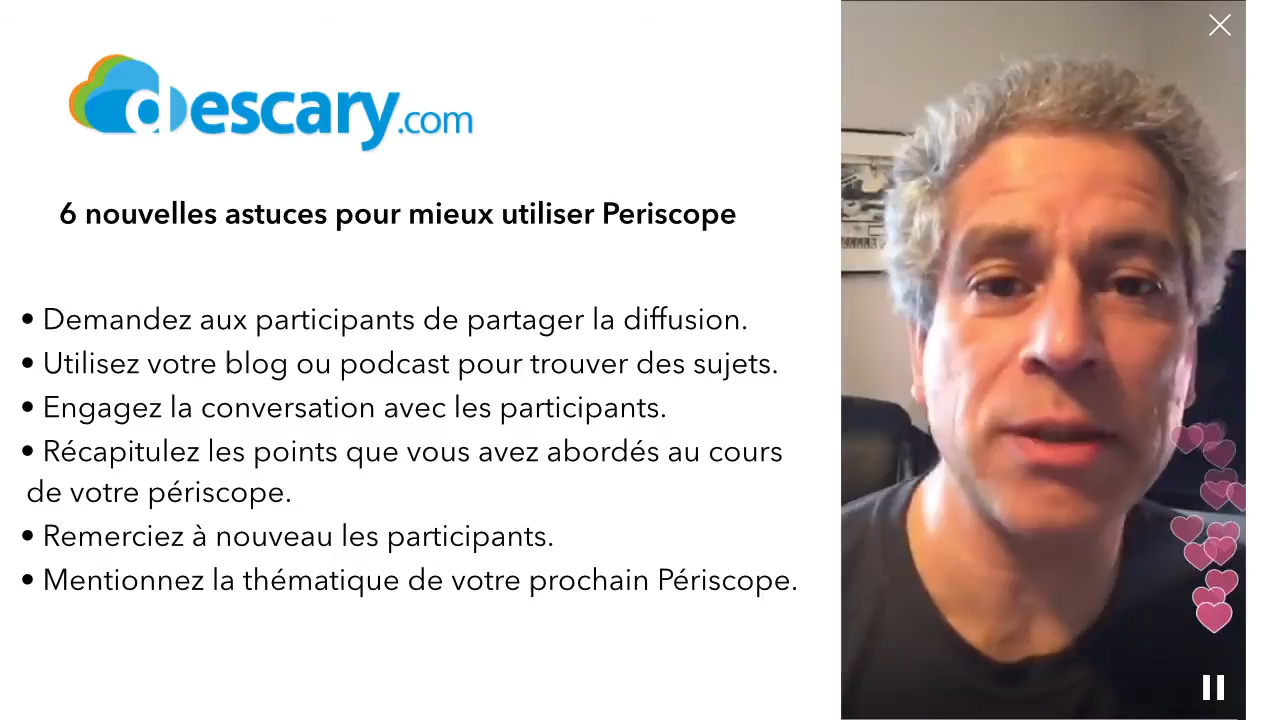 descary.com
6 nouvelles astuces pour mieux utiliser Periscope
• Demandez aux participants de partager la diffusion.
• Utilisez votre blog ou podcast pour trouver des sujets.
• Engagez la conversation avec les participants.
• Récapitulez les points que vous avez abordés au cours
de votre périscope.
• Remerciez à nouveau les participants.
• Mentionnez la thématique de votre prochain Périscope.